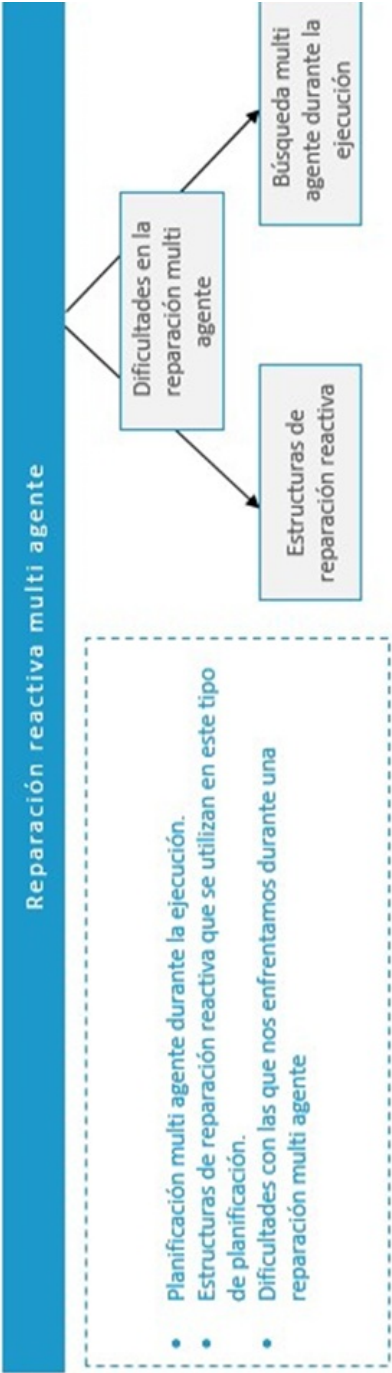 Reparación reactiva multi agente
• Planificación multi agente durante la ejecución.
• Estructuras de reparación reactiva que se utilizan en este tipo
de planificación.
• Dificultades con las que nos enfrentamos durante una
reparación multi agente
Dificultades en la
reparación multi
agente
Estructuras de
reparación reactiva
Búsqueda multi
agente durante la
ejecución